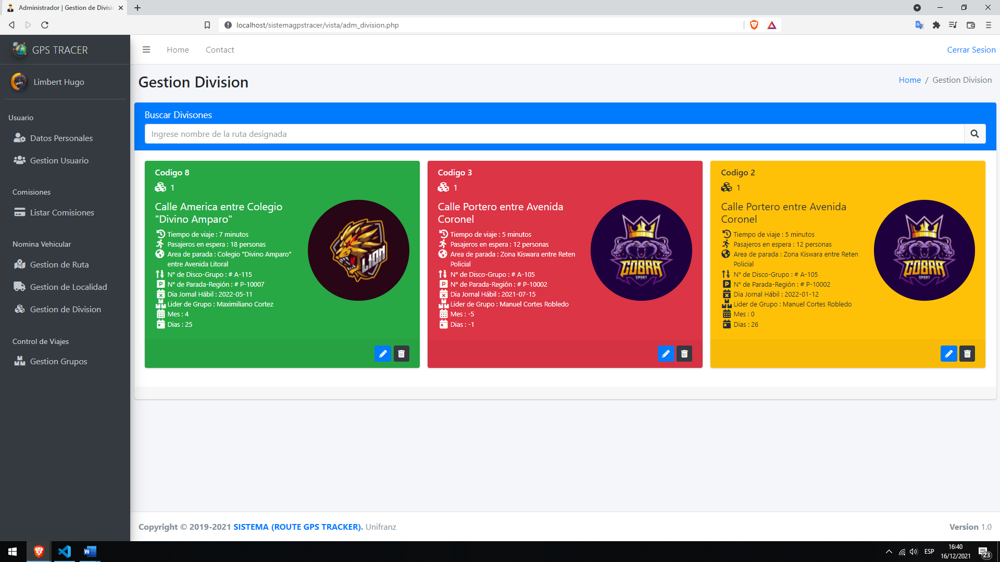 Administrador | Gestion de Divisio
localhost/sistemagpstracer/vista/adm_division.php
GPS TRACER
Home
Contact
Cerrar Sesion
Limbert Hugo
Usuario
Datos Personales
Gestion Usuario
Comisiones
Listar Comisiones
Nomina Vehicular
Gestion de Ruta
Gestion de Localidad
Gestion de Division
Control de Viajes
Gestion Grupos
Gestion Division
Home / Gestion Division
Buscar Divisones
Ingrese nombre de la ruta designada
Codigo 8
1
Calle America entre Colegio
"Divino Amparo"
Tiempo de viaje : 7 minutos
Pasajeros en espera : 18 personas
Area de parada : Colegio "Divino Amparo"
entre Avenida Litoral
N° de Disco-Grupo : # A-115
N° de Parada-Región : # P-10007
Dia Jornal Hábil : 2022-05-11
Lider de Grupo : Maximiliano Cortez
Mes : 4
Dias : 25
LION
Codigo 3
1
Calle Portero entre Avenida
Coronel
Tiempo de viaje : 5 minutos
Pasajeros en espera : 12 personas
Area de parada : Zona Kiswara entre Reten
Policial
N° de Disco-Grupo : # A-105
N° de Parada-Región : # P-10002
Dia Jornal Hábil : 2021-07-15
Lider de Grupo : Manuel Cortes Robledo
Mes : -5
Dias : -1
COBRA
SPORT
Codigo 2
1
Calle Portero entre Avenida
Coronel
Tiempo de viaje : 5 minutos
Pasajeros en espera : 12 personas
Area de parada : Zona Kiswara entre Reten
Policial
N° de Disco-Grupo : # A-105
N° de Parada-Región : # P-10002
Dia Jornal Hábil : 2022-01-12
Lider de Grupo : Manuel Cortes Robledo
Mes : 0
Dias : 26
COBRA
SPORT
Copyright © 2019-2021 SISTEMA (ROUTE GPS TRACKER). Unifranz
Version 1.0
ESP
16:40
16/12/2021
23